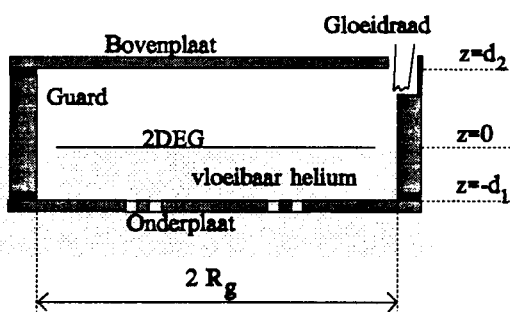 Gloeidraad
Bovenplaat
z=d2
Guard
2DEG
z=0
vloeibaar helium
z=-d1
Onderplaat
2 Rg